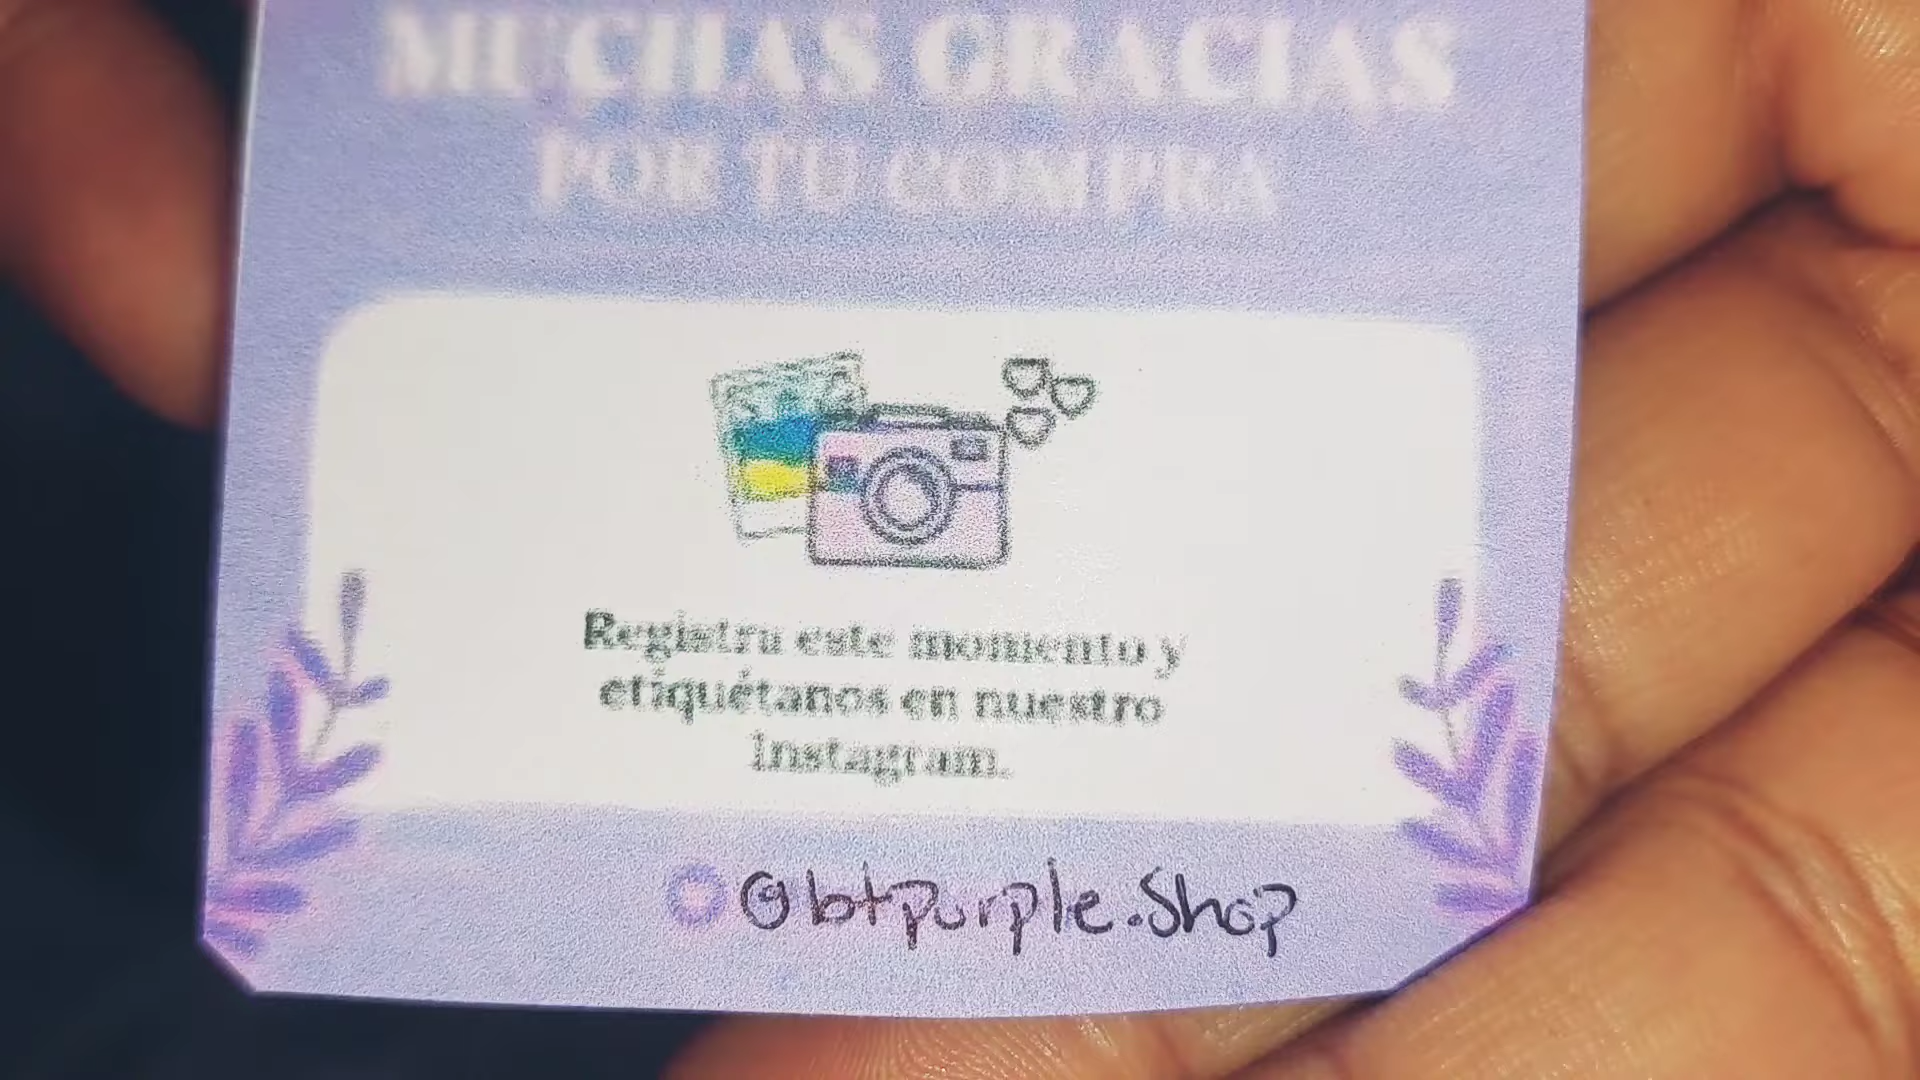 MUCHAS GRACIAS
POR TU COMPRA
Registra este momento y
etiquétanos en nuestro
instagram.
@btpurple.shop